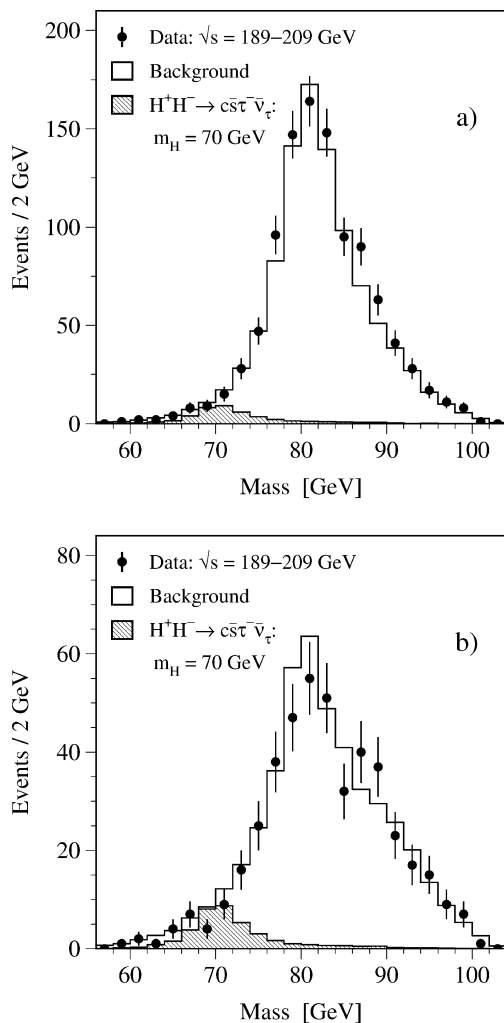 200
150
100
50
0
Events / 2 GeV
Data: √s = 189–209 GeV
Background
H⁺H⁻→ cs̄τ⁻ν̄τ:
m_H = 70 GeV
a)
60 70 80 90 100
Mass [GeV]
80
60
40
20
0
Events / 2 GeV
Data: √s = 189–209 GeV
Background
H⁺H⁻→ cs̄τ⁻ν̄τ:
m_H = 70 GeV
b)
60 70 80 90 100
Mass [GeV]